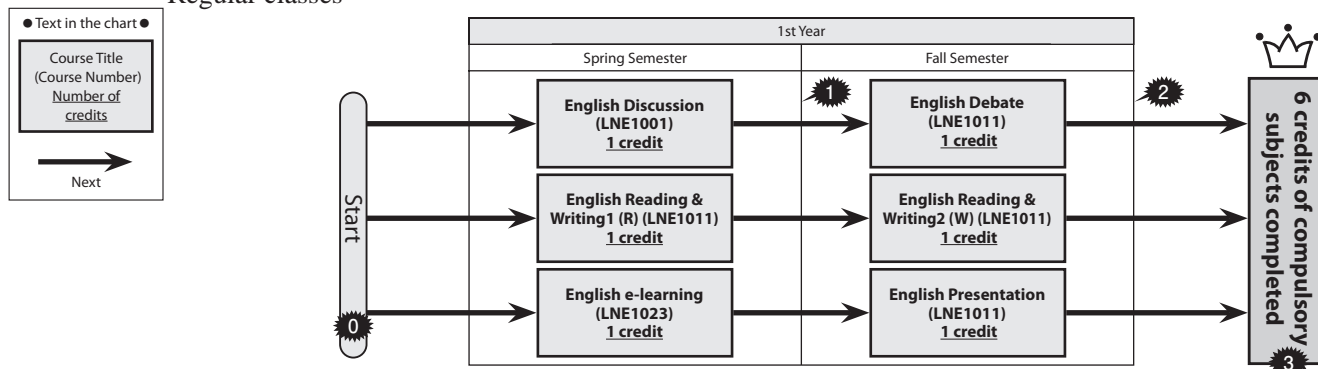 Regular classes
● Text in the chart ●
Course Title
(Course Number)
Number of
credits
Next
Start
0
1st Year
Spring Semester
Fall Semester
English Discussion
(LNE1001)
1 credit
1
English Debate
(LNE1011)
1 credit
2
English Reading &
Writing1 (R) (LNE1011)
1 credit
English Reading &
Writing2 (W) (LNE1011)
1 credit
English e-learning
(LNE1023)
1 credit
English Presentation
(LNE1011)
1 credit
6 credits of compulsory
subjects completed
3